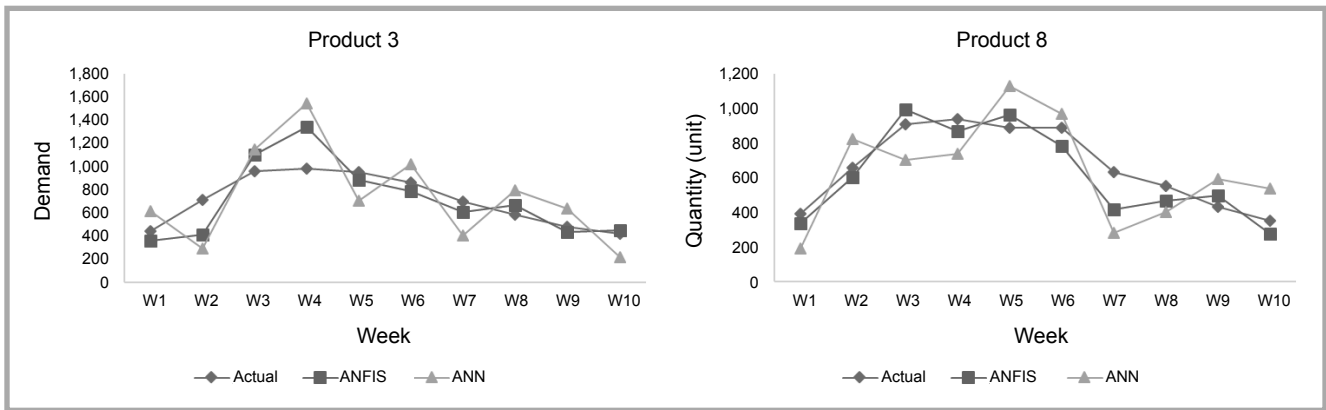 Product 3
Demand
1,800
1,600
1,400
1,200
1,000
800
600
400
200
0
W1 W2 W3 W4 W5 W6 W7 W8 W9 W10
Week
Actual ANFIS ANN
Product 8
Quantity (unit)
1,200
1,000
800
600
400
200
0
W1 W2 W3 W4 W5 W6 W7 W8 W9 W10
Week
Actual ANFIS ANN